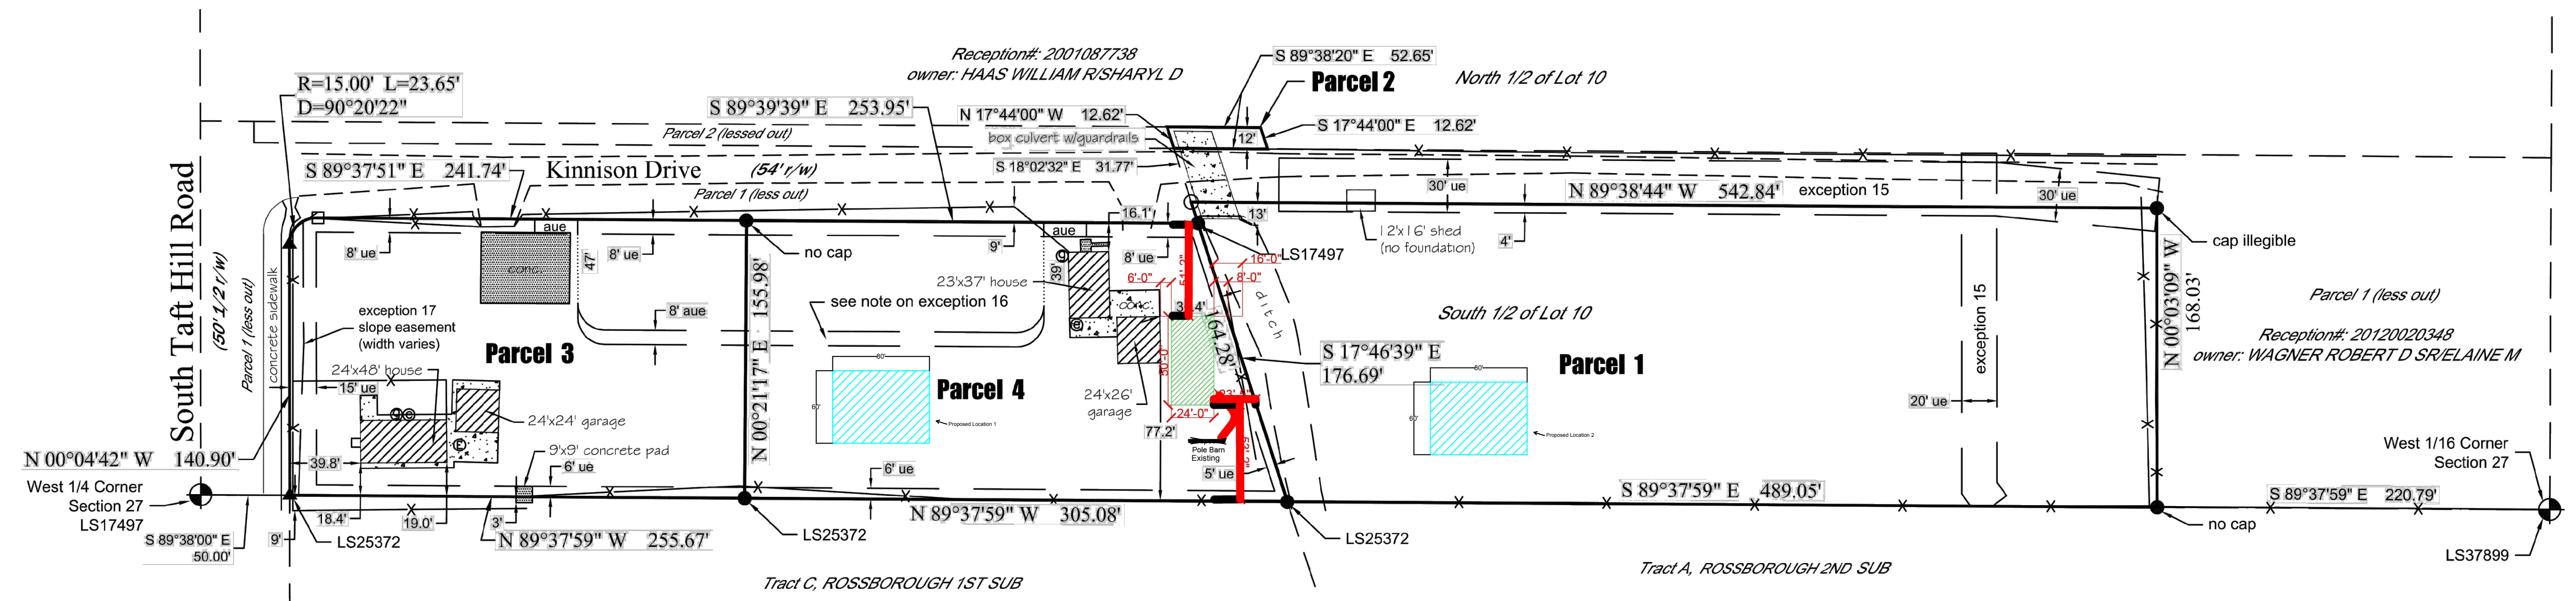 Reception#: 2001087738
owner: HAAS WILLIAM R/SHARYL D
S 89°38'20" E 52.65'
Parcel 2
North 1/2 of Lot 10
R=15.00' L=23.65'
D=90°20'22"
S 89°39'39" E 253.95'
N 17°44'00" W 12.62'
S 17°44'00" E 12.62'
Parcel 2 (lessed out)
box culvert w/guardrails
12'
S 89°37'51" E 241.74'
Kinnison Drive (54' r/w)
S 18°02'32" E 31.77'
Parcel 1 (less out)
30' ue
N 89°38'44" W 542.84'
exception 15
30' ue
South Taft Hill Road
(50' 1/2 r/w)
Parcel 1 (less out)
concrete sidewalk
aue
8' ue
conc.
47'
8' ue
no cap
16.1'
aue
9'
8' ue
39'
13'
LS17497
12'x16' shed
(no foundation)
4'
cap illegible
N 00°03'09" W
168.03'
16'-0"
6'-0"
8'-0"
23'x37' house
conc.
ditch
exception 17
slope easement
(width varies)
8' aue
see note on exception 16
N 00°21'17" E 155.98'
164.28'
South 1/2 of Lot 10
exception 15
Parcel 1 (less out)
Reception#: 20120020348
owner: WAGNER ROBERT D SR/ELAINE M
Parcel 3
S 17°46'39" E
176.69'
Parcel 1
24'x48' house
15' ue
60'
60'
Parcel 4
Proposed Location 1
24'x26'
garage
50'-0"
24'-0"
60'
60'
Proposed Location 2
20' ue
24'x24' garage
77.2'
Pole Barn
Existing
5' ue
N 00°04'42" W 140.90'
39.8'
9'x9' concrete pad
6' ue
6' ue
West 1/4 Corner
Section 27
LS17497
West 1/16 Corner
Section 27
S 89°37'59" E 489.05'
S 89°37'59" E 220.79'
18.4'
19.0'
3'
N 89°37'59" W 305.08'
no cap
S 89°38'00" E
50.00'
9'
LS25372
N 89°37'59" W 255.67'
LS25372
LS25372
LS37899
Tract C, ROSSBOROUGH 1ST SUB
Tract A, ROSSBOROUGH 2ND SUB